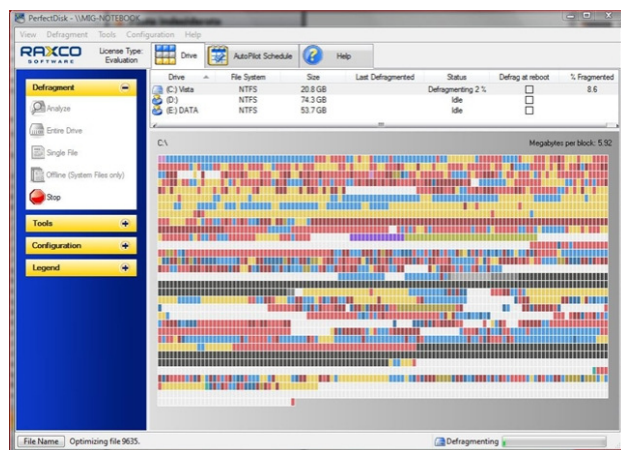 PerfectDisk - \\MIG-NOTEBOOK
View Defragment Tools Configuration Help
RAXCO
SOFTWARE
License Type:
Evaluation
Drive
AutoPilot Schedule
Help
Defragment
Analyze
Entire Drive
Single File
Offline (System Files only)
Stop
Tools
Configuration
Legend
Drive File System Size Last Defragmented Status Defrag at reboot % Fragmented
(C:) Vista NTFS 20.8 GB Defragmenting 2 % 8.6
(D:) NTFS 74.3 GB Idle
(E:) DATA NTFS 53.7 GB Idle
C:\ Megabytes per block: 5.92
File Name Optimizing file 9635. Defragmenting